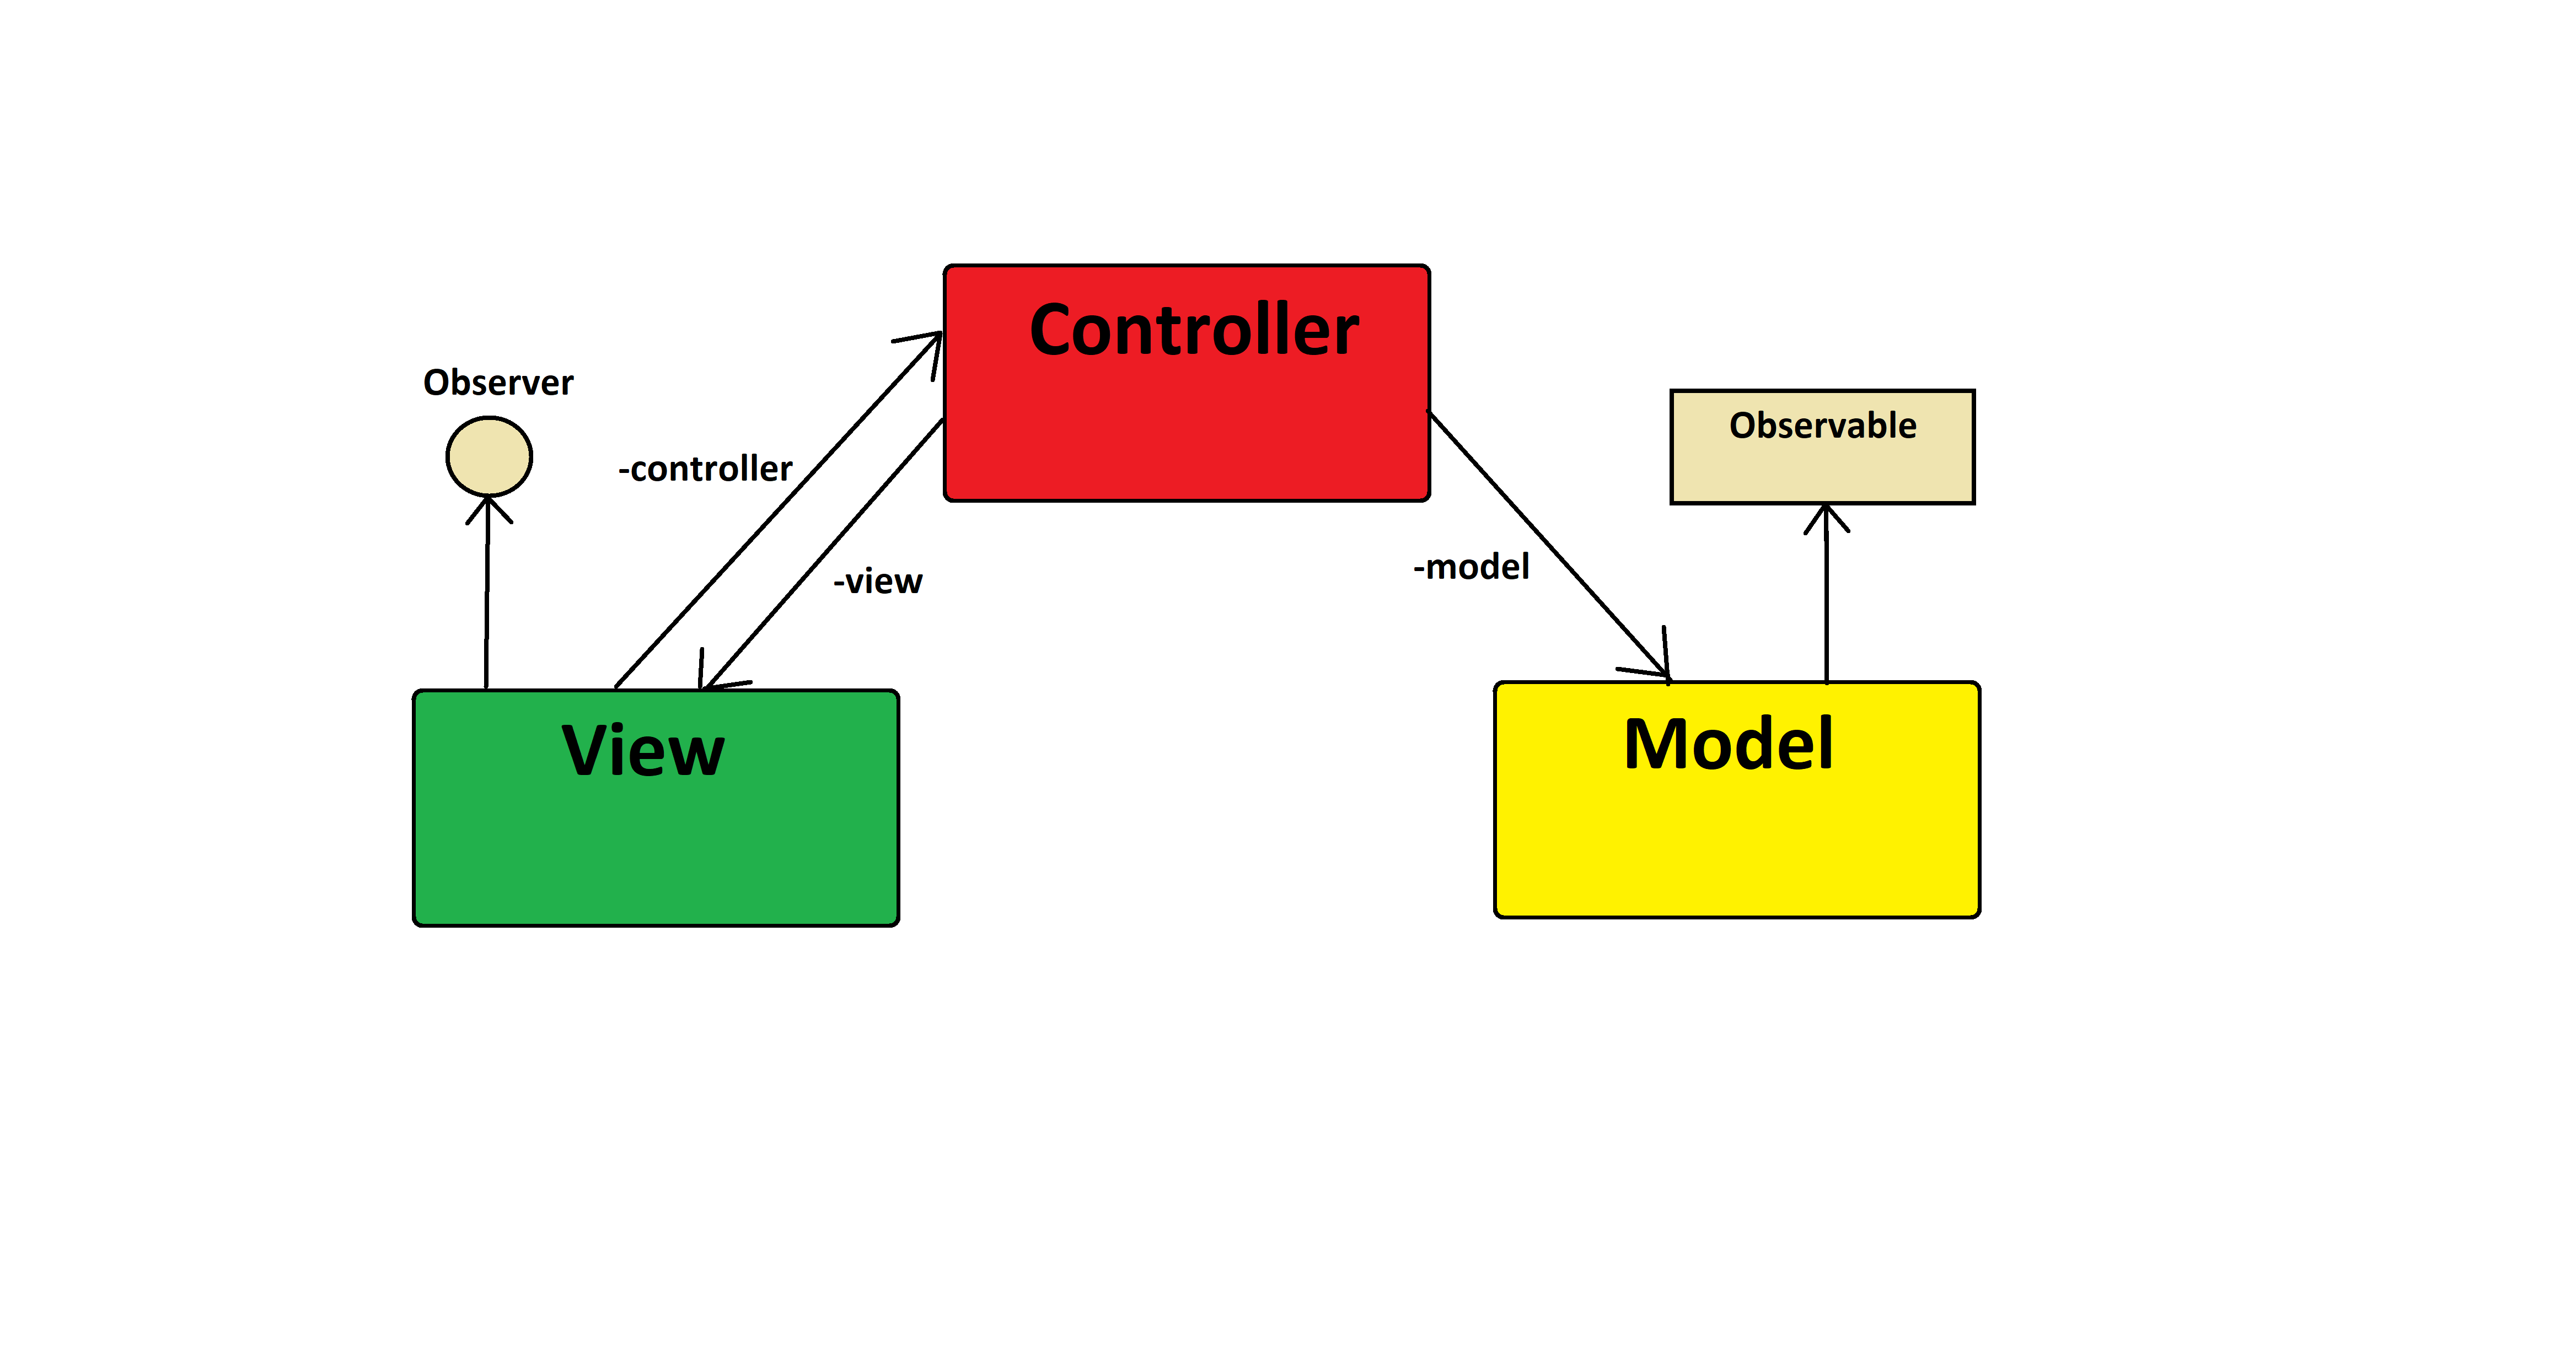 Controller
Observer
Observable
-controller
-model
-view
View
Model